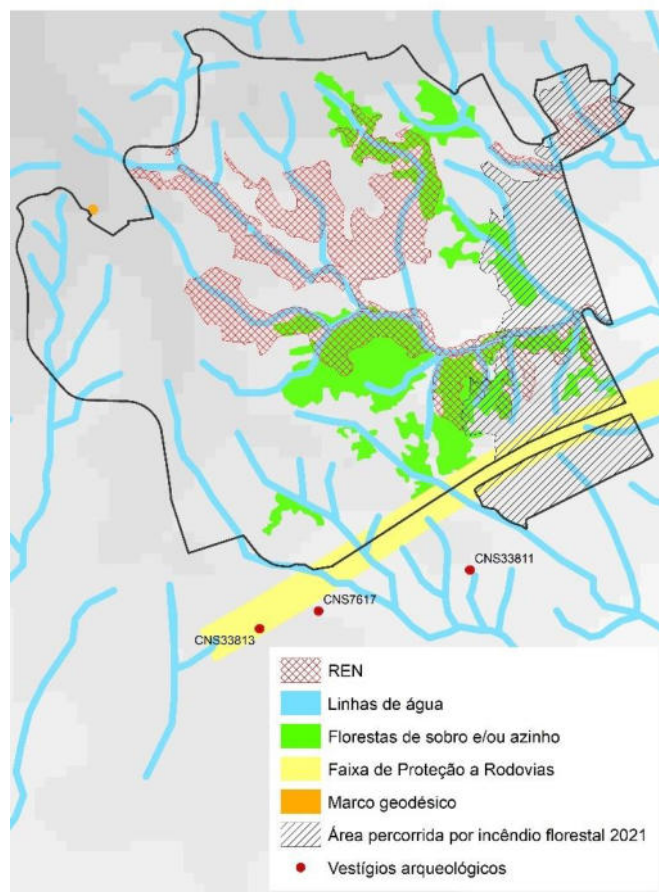 CNS33811
CNS7617
CNS33813
REN
Linhas de água
Florestas de sobro e/ou azinho
Faixa de Proteção a Rodovias
Marco geodésico
Área percorrida por incêndio florestal 2021
Vestígios arqueológicos